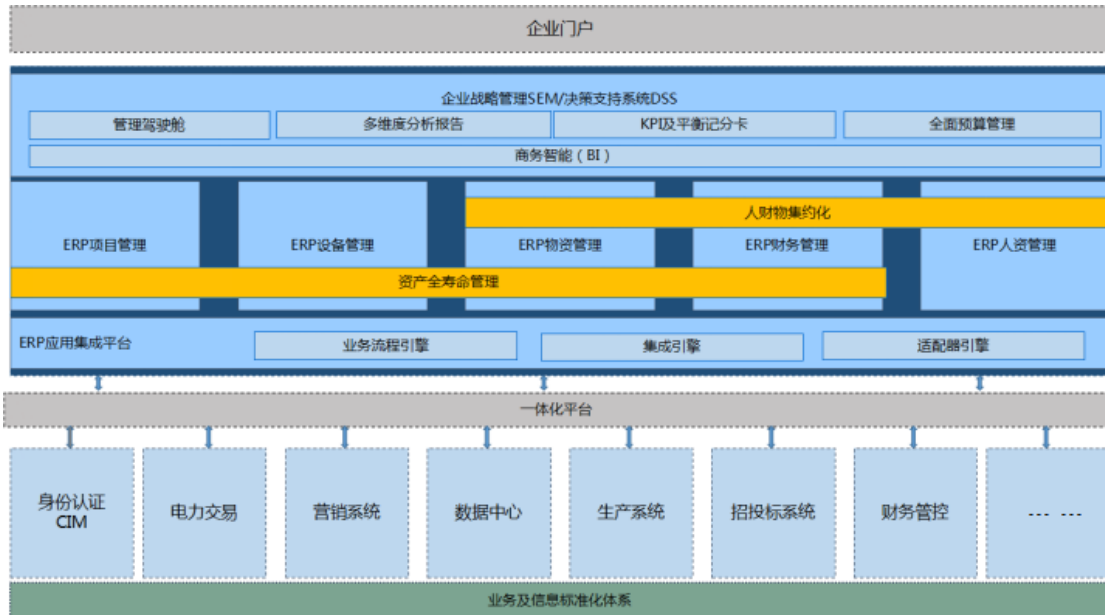 企业门户
企业战略管理SEM/决策支持系统DSS
管理驾驶舱
多维度分析报告
KPI及平衡记分卡
全面预算管理
商务智能（BI）
人财物集约化
ERP项目管理
ERP设备管理
ERP物资管理
ERP财务管理
ERP人资管理
资产全寿命管理
ERP应用集成平台
业务流程引擎
集成引擎
适配器引擎
一体化平台
身份认证
CIM
电力交易
营销系统
数据中心
生产系统
招投标系统
财务管控
--- ---
业务及信息标准化体系